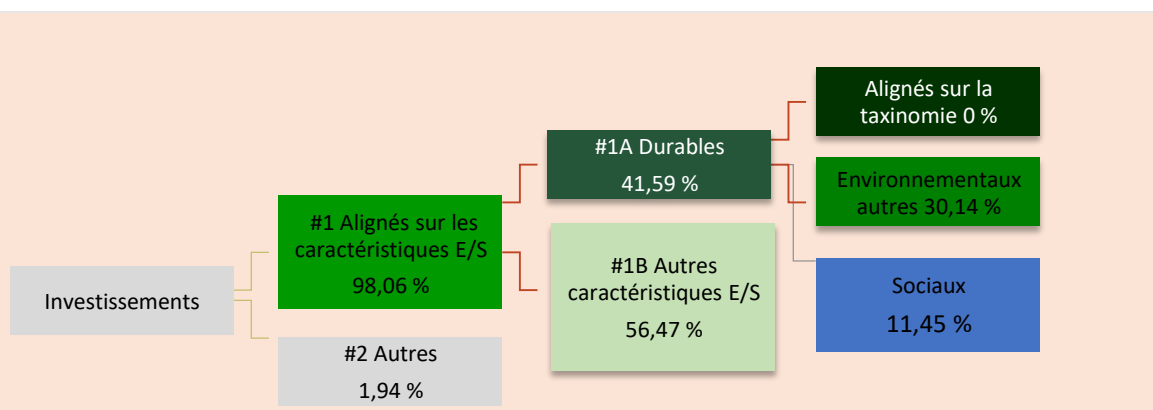 Investissements
#1 Alignés sur les
caractéristiques E/S
98,06 %
#2 Autres
1,94 %
#1A Durables
41,59 %
#1B Autres
caractéristiques E/S
56,47 %
Alignés sur la
taxinomie 0 %
Environnementaux
autres 30,14 %
Sociaux
11,45 %